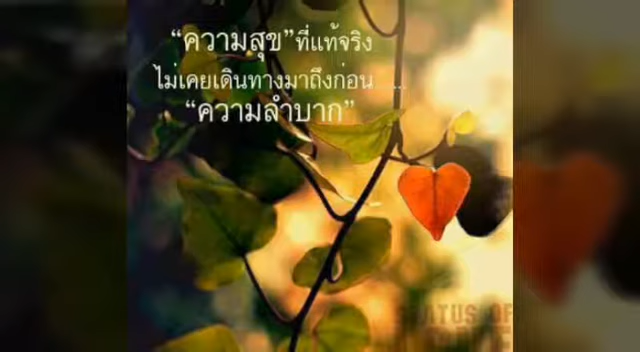 “ความสุข”ที่แท้จริง
ไม่เคยเดินทางมาถึงก่อน ....
“ความลำบาก”
STATUS OF